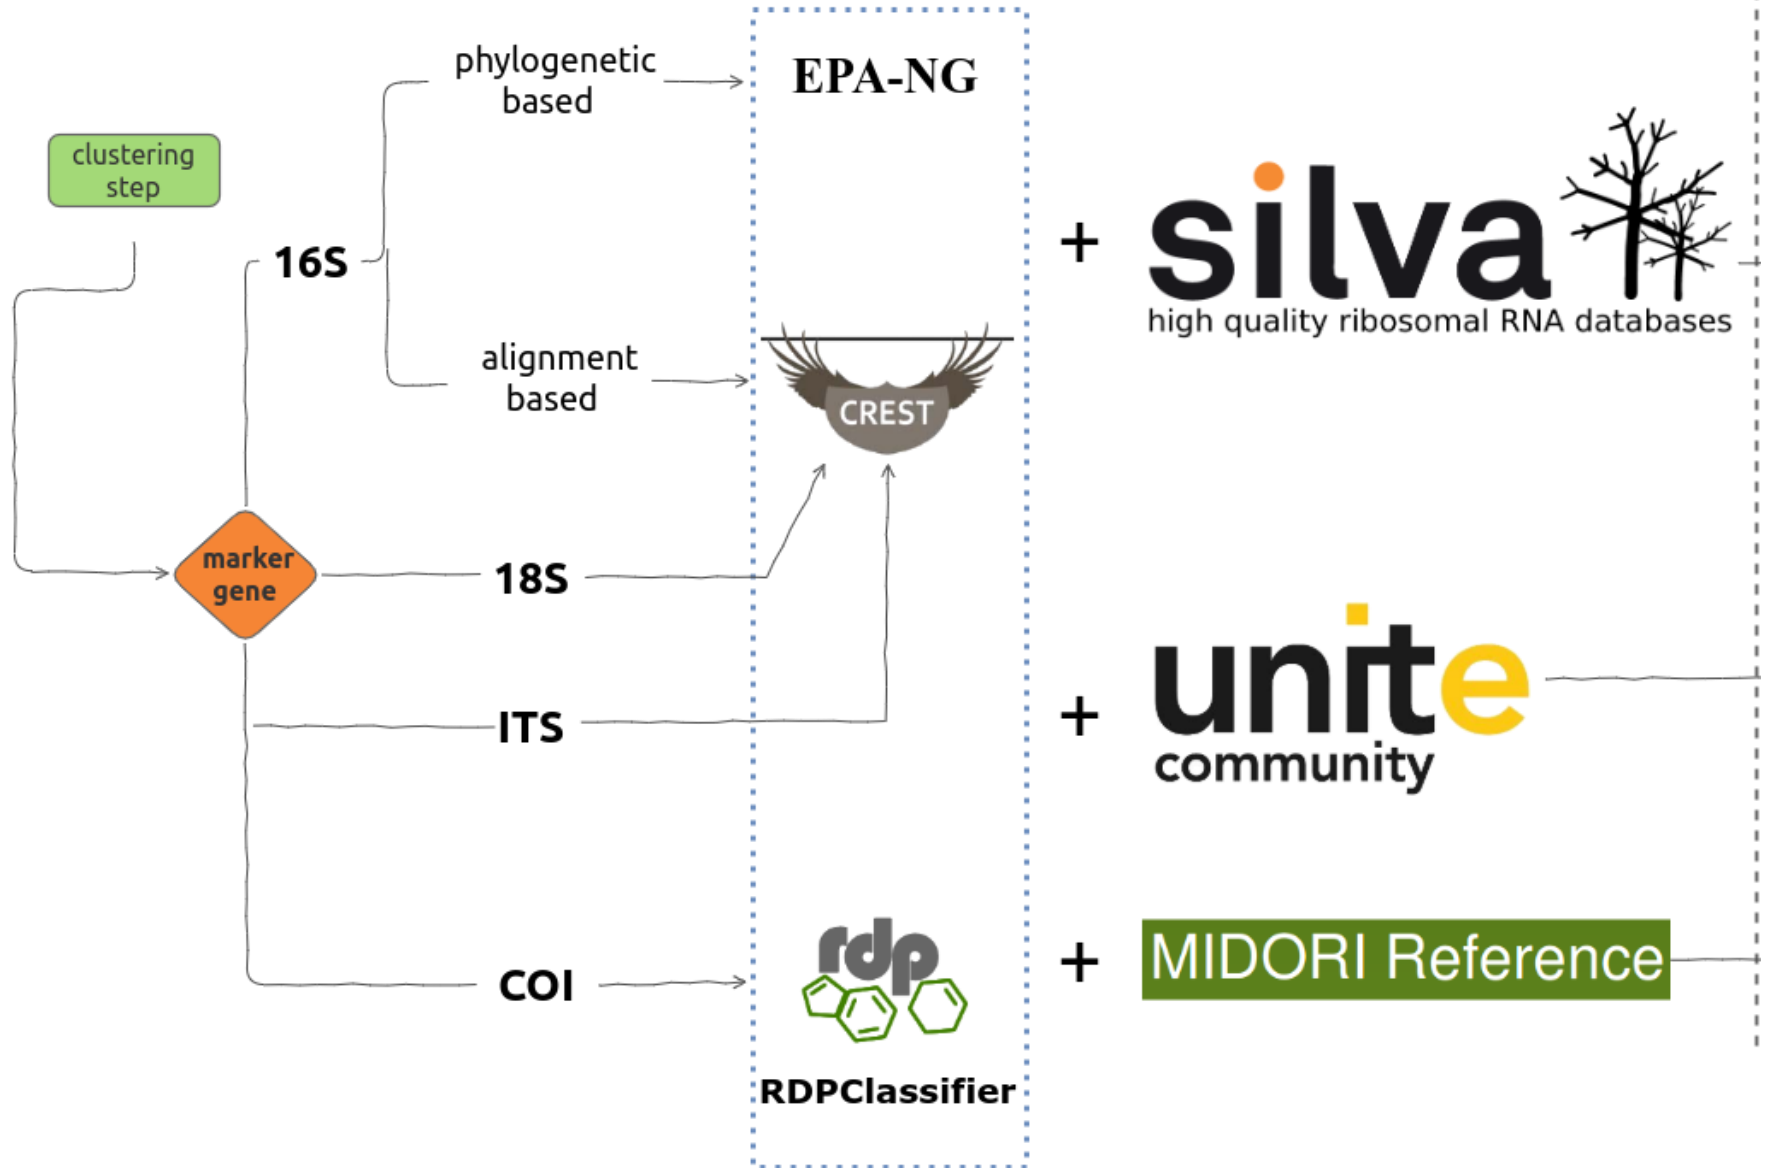 phylogenetic
based
EPA-NG
clustering
step
16S
+
silva
high quality ribosomal RNA databases
alignment
based
CREST
marker
gene
18S
ITS
+
unite
community
COI
rdp
RDPClassifier
+
MIDORI Reference